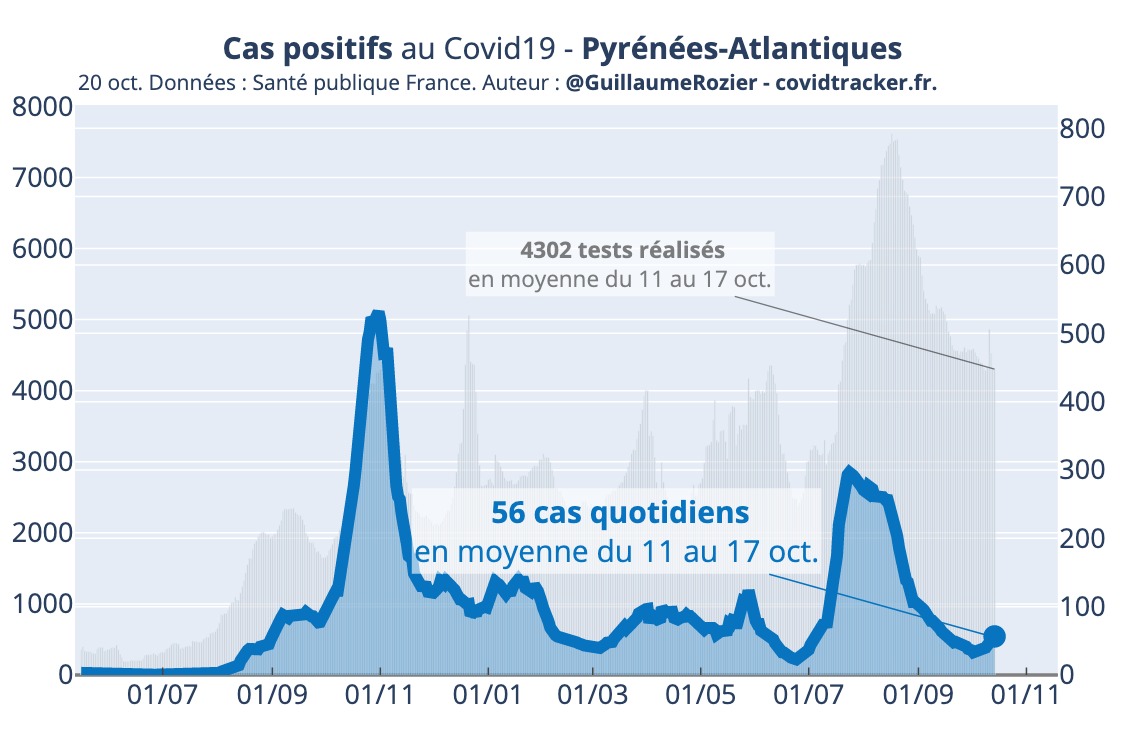 Cas positifs au Covid19 - Pyrénées-Atlantiques
20 oct. Données : Santé publique France. Auteur : @GuillaumeRozier - covidtracker.fr.
8000
7000
6000
5000
4000
3000
2000
1000
0
800
700
600
500
400
300
200
100
0
4302 tests réalisés
en moyenne du 11 au 17 oct.
56 cas quotidiens
en moyenne du 11 au 17 oct.
01/07 01/09 01/11 01/01 01/03 01/05 01/07 01/09 01/11